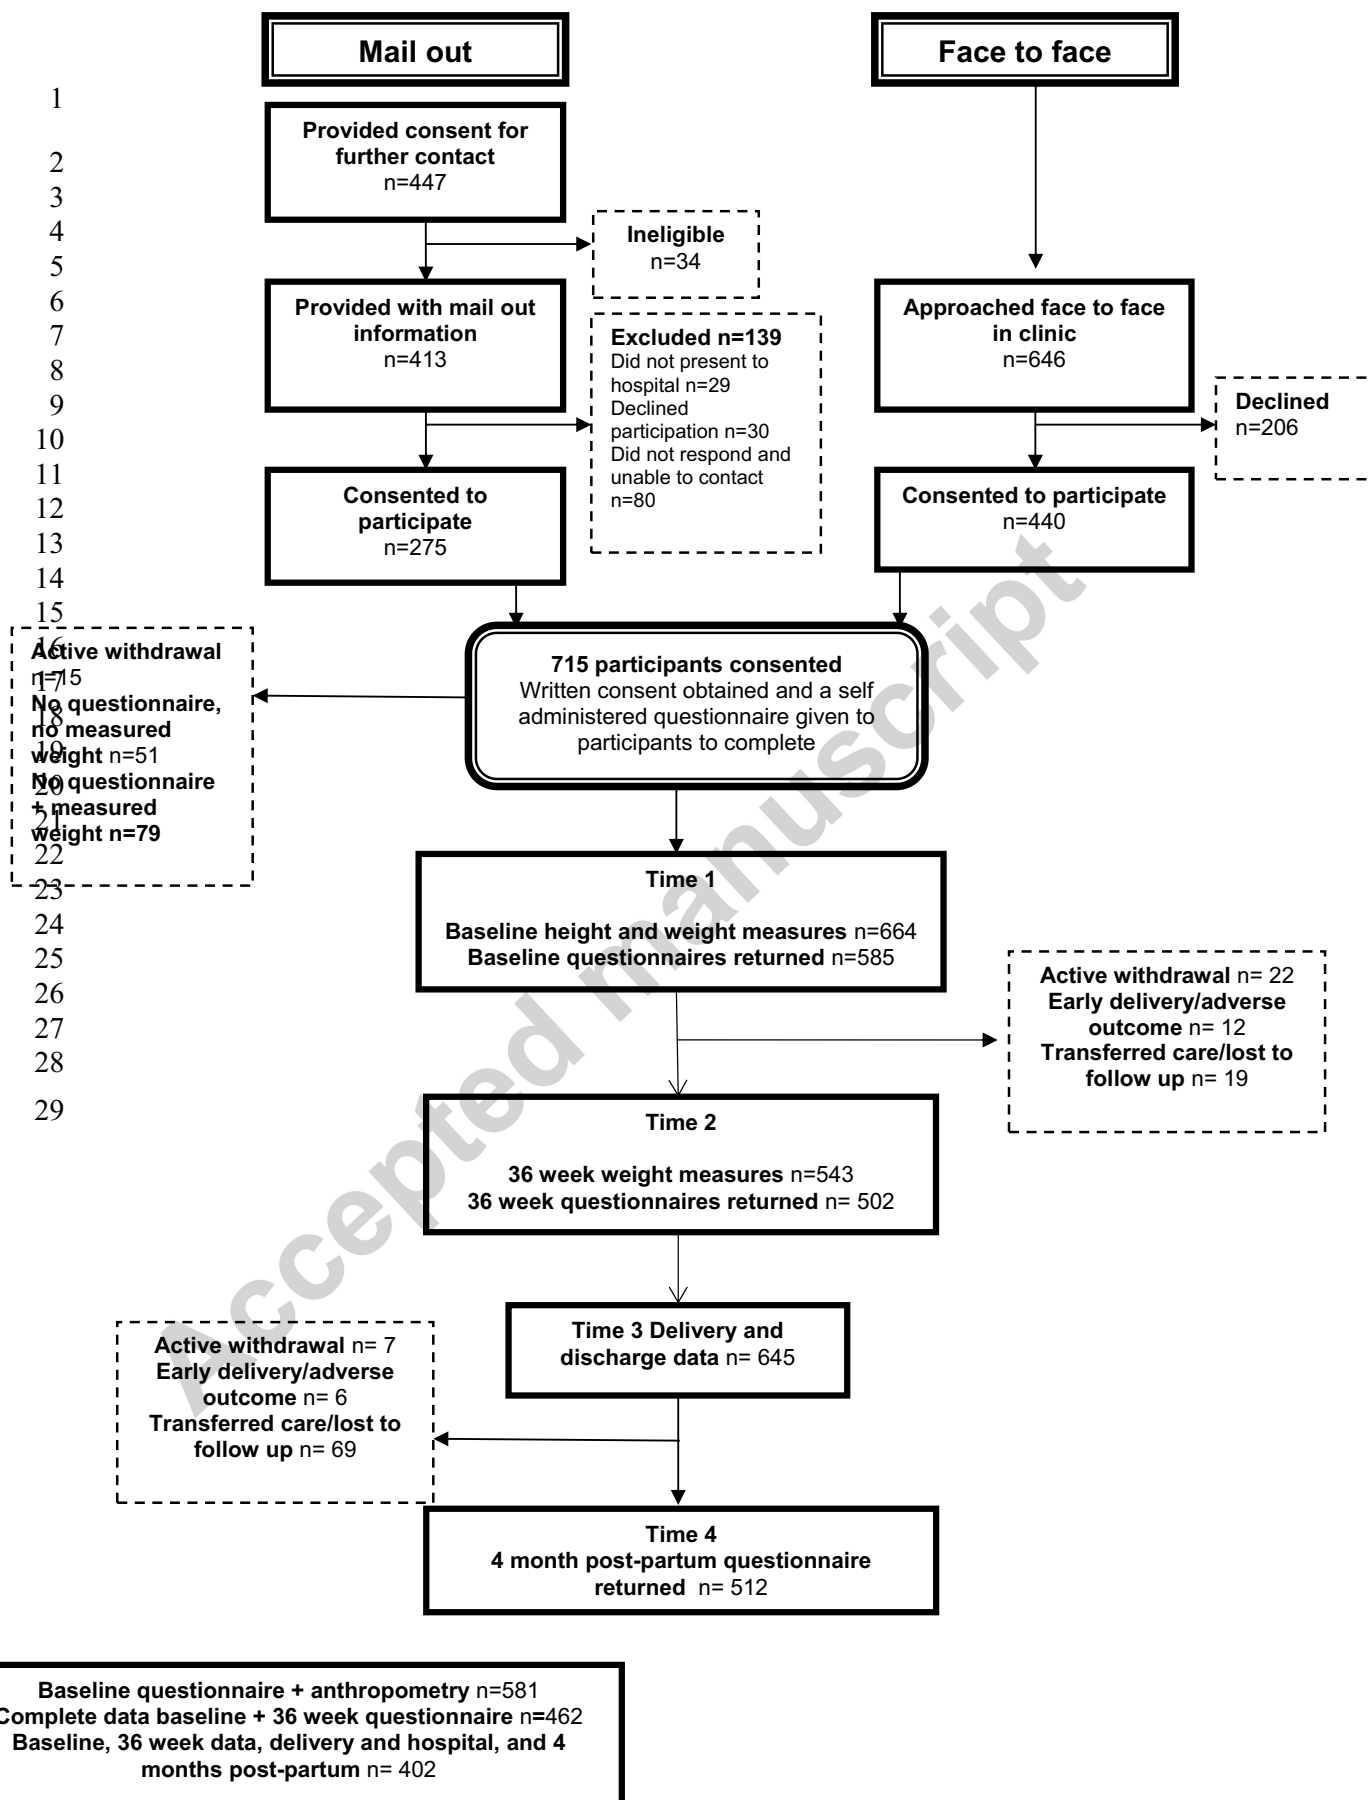 Mail out
Face to face
1
2
3
4
5
6
7
8
9
10
11
12
13
14
15
16
17
18
19
20
21
22
23
24
25
26
27
28
29
Provided consent for
further contact
n=447
Ineligible
n=34
Provided with mail out
information
n=413
Excluded n=139
Did not present to
hospital n=29
Declined
participation n=30
Did not respond and
unable to contact
n=80
Approached face to face
in clinic
n=646
Declined
n=206
Consented to
participate
n=275
Consented to participate
n=440
715 participants consented
Written consent obtained and a self
administered questionnaire given to
participants to complete
Active withdrawal
n=15
No questionnaire,
no measured
weight n=51
No questionnaire
+ measured
weight n=79
Time 1
Baseline height and weight measures n=664
Baseline questionnaires returned n=585
Active withdrawal n= 22
Early delivery/adverse
outcome n= 12
Transferred care/lost to
follow up n= 19
Time 2
36 week weight measures n=543
36 week questionnaires returned n= 502
Time 3 Delivery and
discharge data n= 645
Active withdrawal n= 7
Early delivery/adverse
outcome n= 6
Transferred care/lost to
follow up n= 69
Time 4
4 month post-partum questionnaire
returned n= 512
Baseline questionnaire + anthropometry n=581
Complete data baseline + 36 week questionnaire n=462
Baseline, 36 week data, delivery and hospital, and 4
months post-partum n= 402
Accepted manuscript